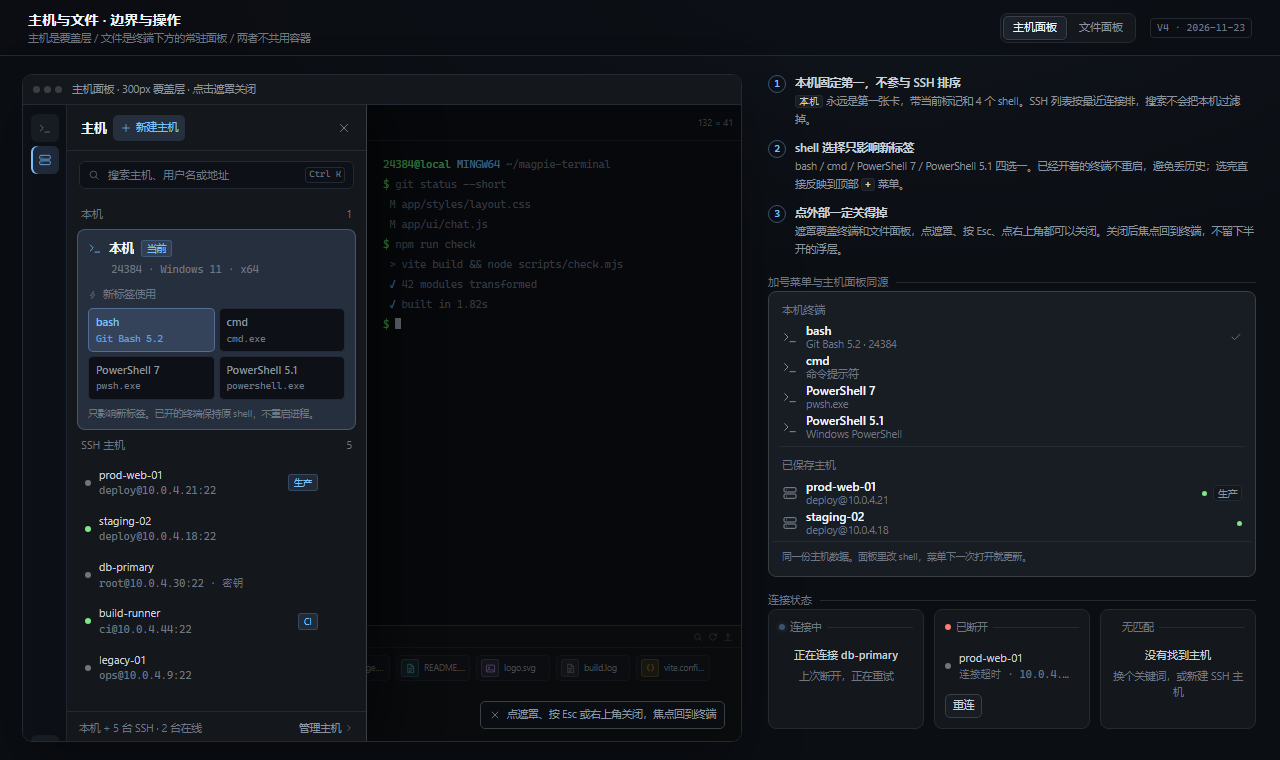 主机与文件 · 边界与操作
主机是覆盖层 / 文件是终端下方的常驻面板 / 两者不共用容器
主机面板
文件面板
V4 · 2026-11-23
主机面板 · 300px 覆盖层 · 点击遮罩关闭
主机
+ 新建主机
搜索主机、用户名或地址
Ctrl K
本机
1
本机
当前
24384 · Windows 11 · x64
新标签使用
bash
Git Bash 5.2
cmd
cmd.exe
PowerShell 7
pwsh.exe
PowerShell 5.1
powershell.exe
只影响新标签。已开的终端保持原 shell，不重启进程。
SSH 主机
5
prod-web-01
deploy@10.0.4.21:22
生产
staging-02
deploy@10.0.4.18:22
db-primary
root@10.0.4.30:22 · 密钥
build-runner
ci@10.0.4.44:22
CI
legacy-01
ops@10.0.4.9:22
本机 + 5 台 SSH · 2 台在线
管理主机
132 × 41
24384@local MINGW64 ~/magpie-terminal
$ git status --short
M app/styles/layout.css
M app/ui/chat.js
$ npm run check
> vite build && node scripts/check.mjs
✓ 42 modules transformed
✓ built in 1.82s
$
ge...
README....
logo.svg
build.log
vite.confi...
点遮罩、按 Esc 或右上角关闭，焦点回到终端
1
本机固定第一，不参与 SSH 排序
本机 永远是第一张卡，带当前标记和 4 个 shell。SSH 列表按最近连接排，搜索不会把本机过滤
掉。
2
shell 选择只影响新标签
bash / cmd / PowerShell 7 / PowerShell 5.1 四选一。已经开着的终端不重启，避免丢历史；选完直
接反映到顶部 + 菜单。
3
点外部一定关得掉
遮罩覆盖终端和文件面板，点遮罩、按 Esc、点右上角都可以关闭。关闭后焦点回到终端，不留下半
开的浮层。
加号菜单与主机面板同源
本机终端
bash
Git Bash 5.2 · 24384
cmd
命令提示符
PowerShell 7
pwsh.exe
PowerShell 5.1
Windows PowerShell
已保存主机
prod-web-01
deploy@10.0.4.21
生产
staging-02
deploy@10.0.4.18
同一份主机数据。面板里改 shell，菜单下一次打开就更新。
连接状态
连接中
正在连接 db-primary
上次断开，正在重试
已断开
prod-web-01
连接超时 · 10.0.4.…
重连
无匹配
没有找到主机
换个关键词，或新建 SSH 主
机